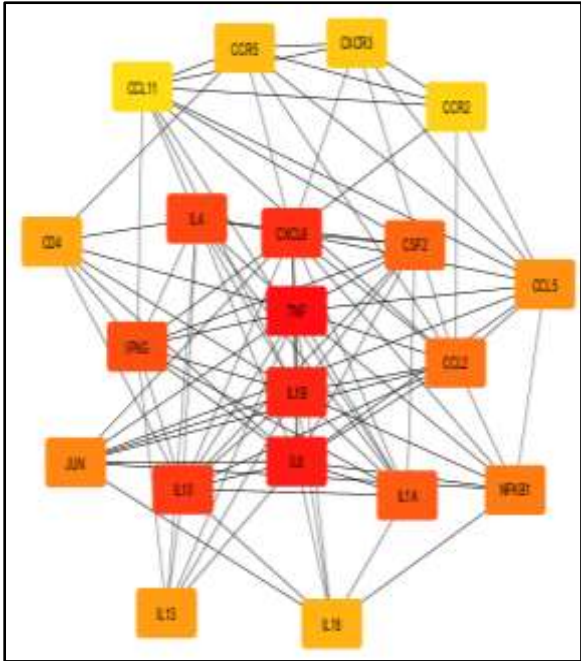 CCR5
CXCR3
CCL11
CCR2
IL4
CXCL8
CSF2
CD4
CCL5
TNF
IFNG
CCL2
IL1B
JUN
IL6
IL10
IL1A
NFKB1
IL13
IL18